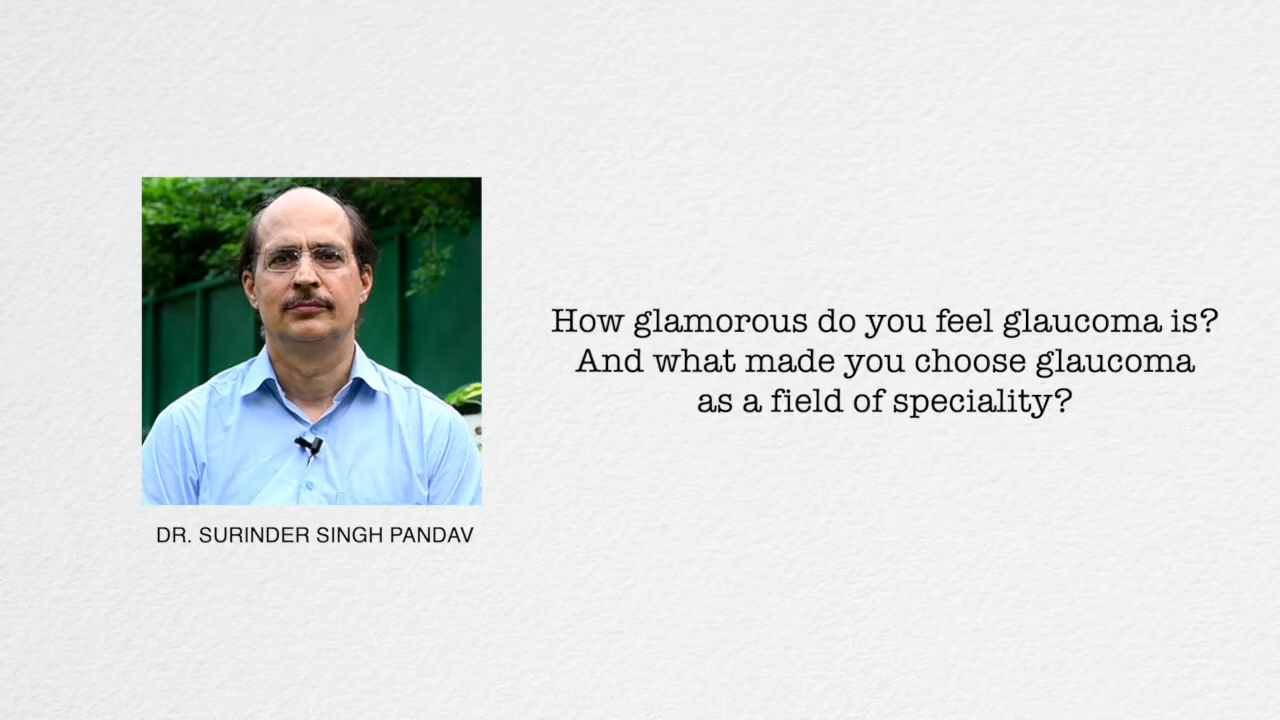 How glamorous do you feel glaucoma is?
And what made you choose glaucoma
as a field of speciality?
DR. SURINDER SINGH PANDAV